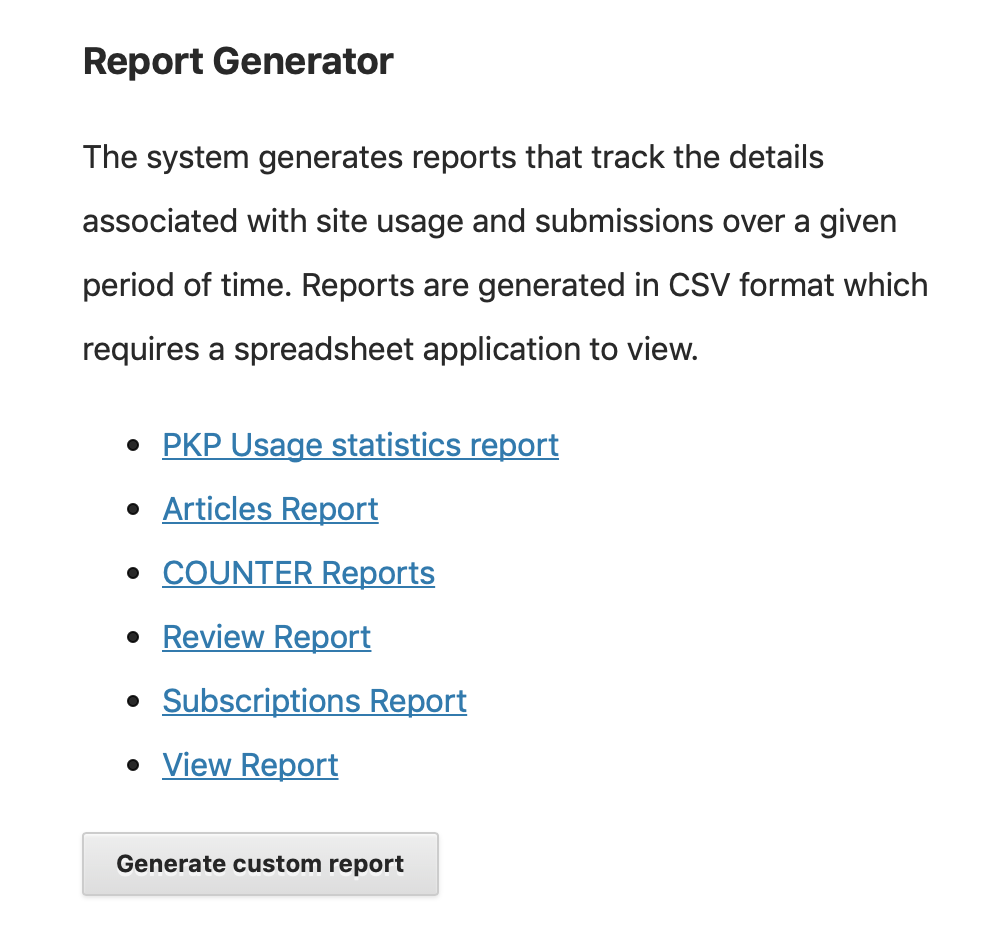 Report Generator
The system generates reports that track the details
associated with site usage and submissions over a given
period of time. Reports are generated in CSV format which
requires a spreadsheet application to view.
PKP Usage statistics report
Articles Report
COUNTER Reports
Review Report
Subscriptions Report
View Report
Generate custom report